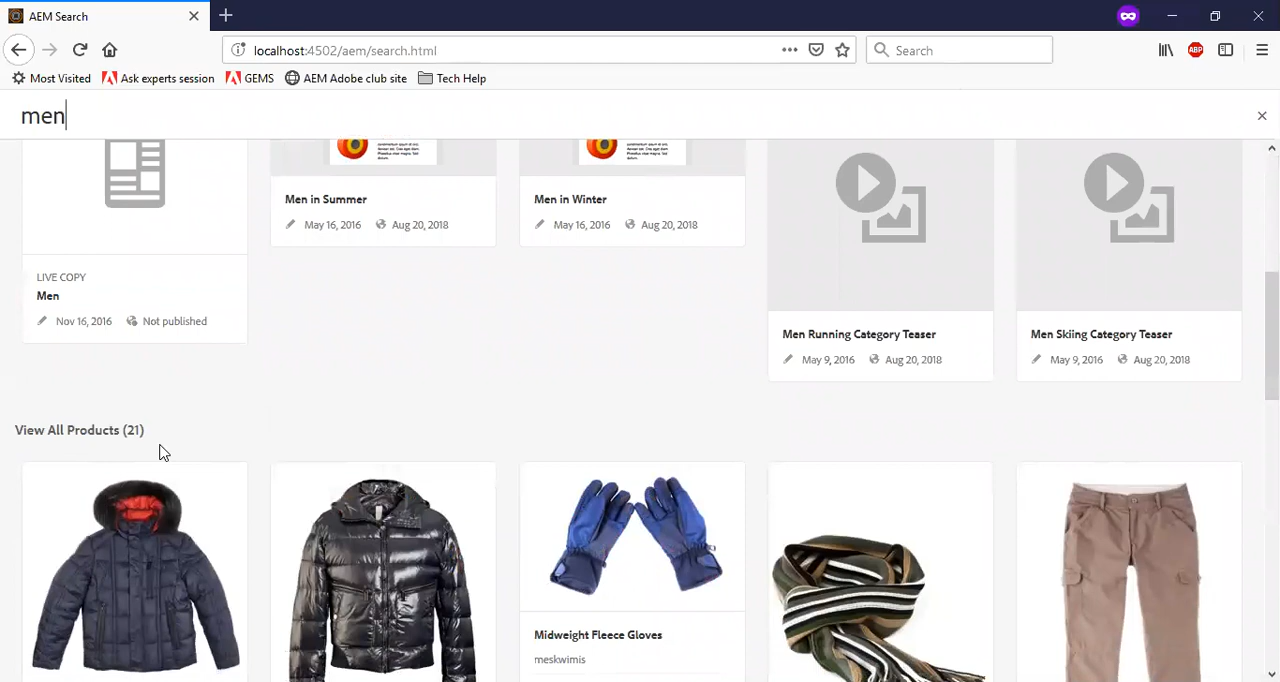 AEM Search
localhost:4502/aem/search.html
Search
ABP
Most Visited
Ask experts session
GEMS
AEM Adobe club site
Tech Help
men
Men in Summer
May 16, 2016
Aug 20, 2018
Men in Winter
May 16, 2016
Aug 20, 2018
LIVE COPY
Men
Nov 16, 2016
Not published
Men Running Category Teaser
May 9, 2016
Aug 20, 2018
Men Skiing Category Teaser
May 9, 2016
Aug 20, 2018
View All Products (21)
Midweight Fleece Gloves
meskwimis